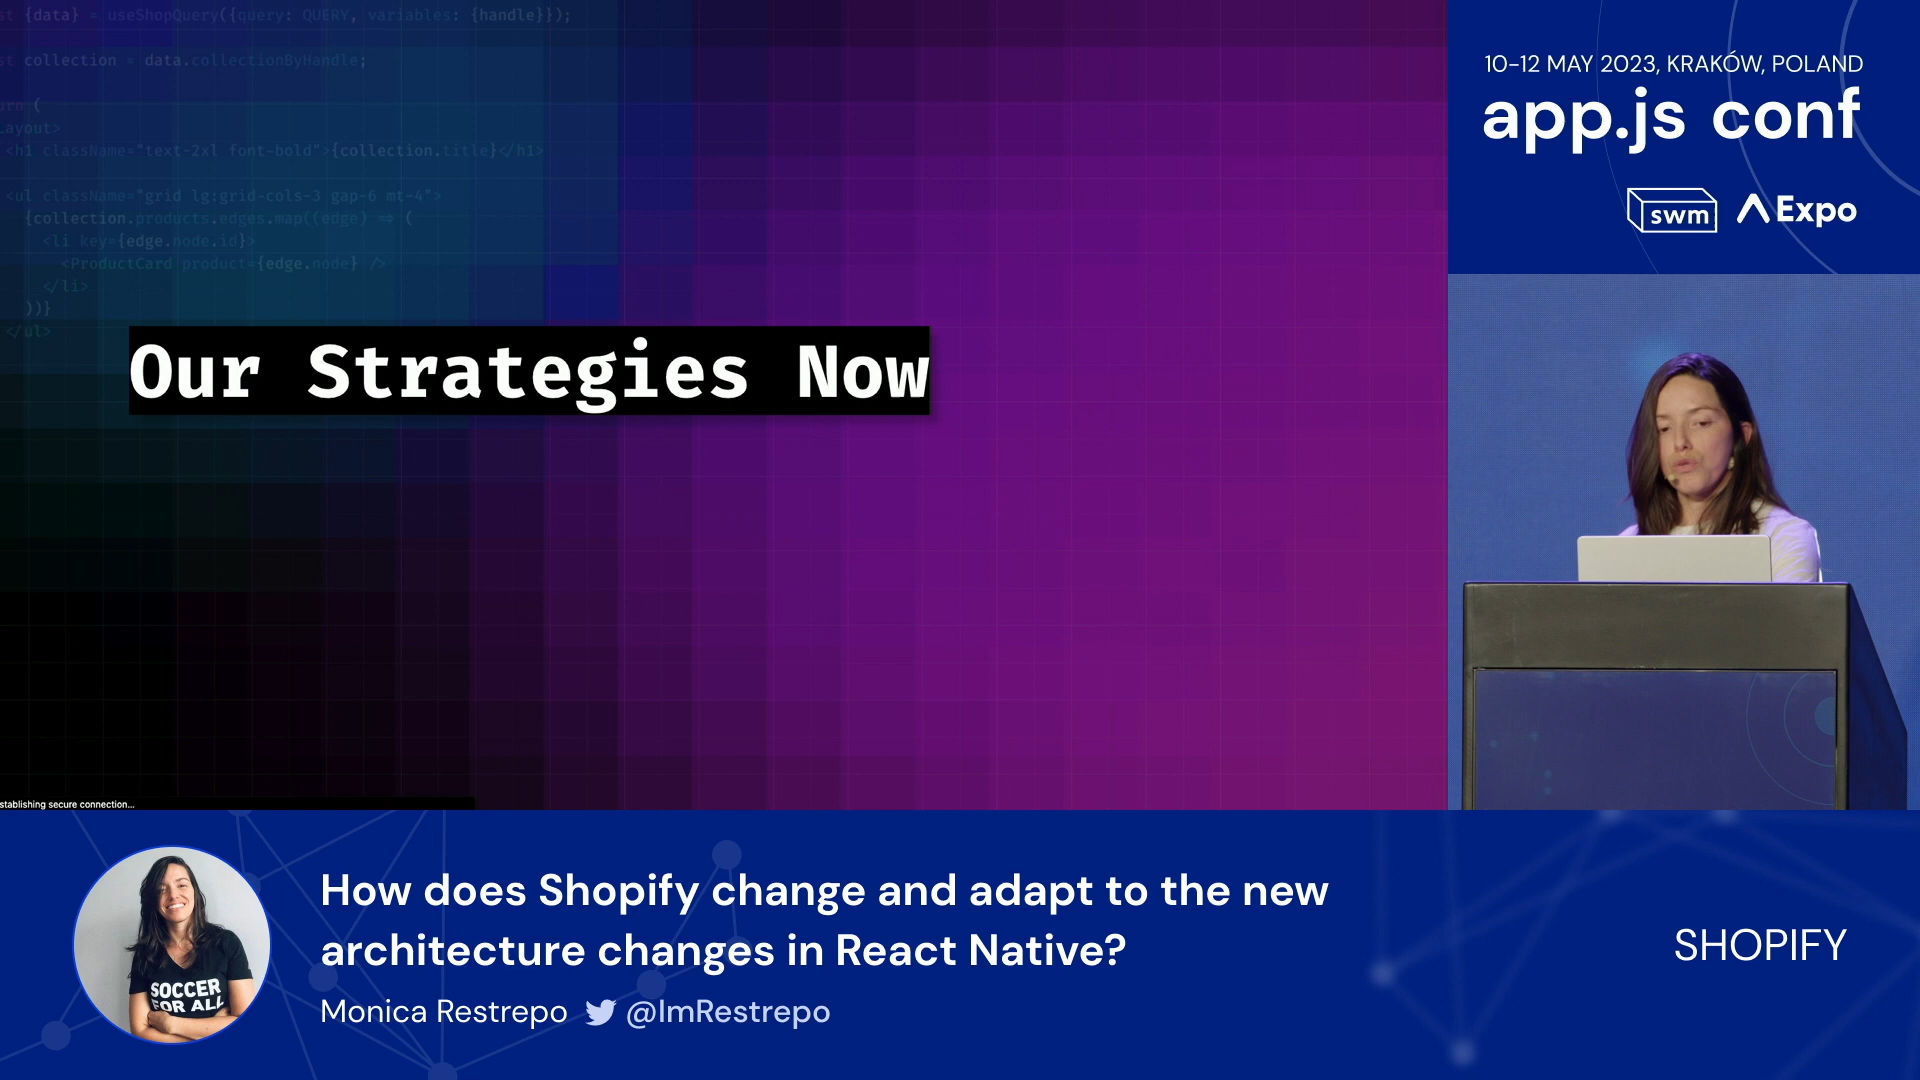 st {data} = useShopQuery({query: QUERY, variables: {handle}});
st collection = data.collectionByHandle;
urn (
Layout>
<h1 className="text-2xl font-bold">{collection.title}</h1>
<ul className="grid lg:grid-cols-3 gap-6 mt-4">
{collection.products.edges.map((edge) => (
<li key={edge.node.id}>
<ProductCard product={edge.node} />
</li>
))}
</ul>
Our Strategies Now
stablishing secure connection...
10-12 MAY 2023, KRAKÓW, POLAND
app.js conf
swm Expo
SOCCER
FOR ALL
How does Shopify change and adapt to the new
architecture changes in React Native?
Monica Restrepo @lmRestrepo
SHOPIFY